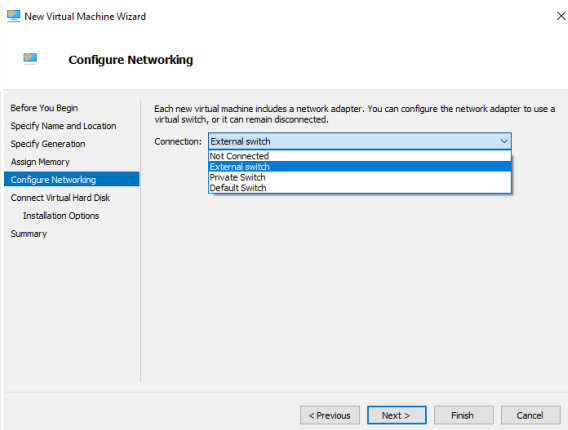 New Virtual Machine Wizard
Configure Networking
Before You Begin
Specify Name and Location
Specify Generation
Assign Memory
Configure Networking
Connect Virtual Hard Disk
Installation Options
Summary
Each new virtual machine includes a network adapter. You can configure the network adapter to use a
virtual switch, or it can remain disconnected.
Connection: External switch
Not Connected
External switch
Private Switch
Default Switch
< Previous Next > Finish Cancel